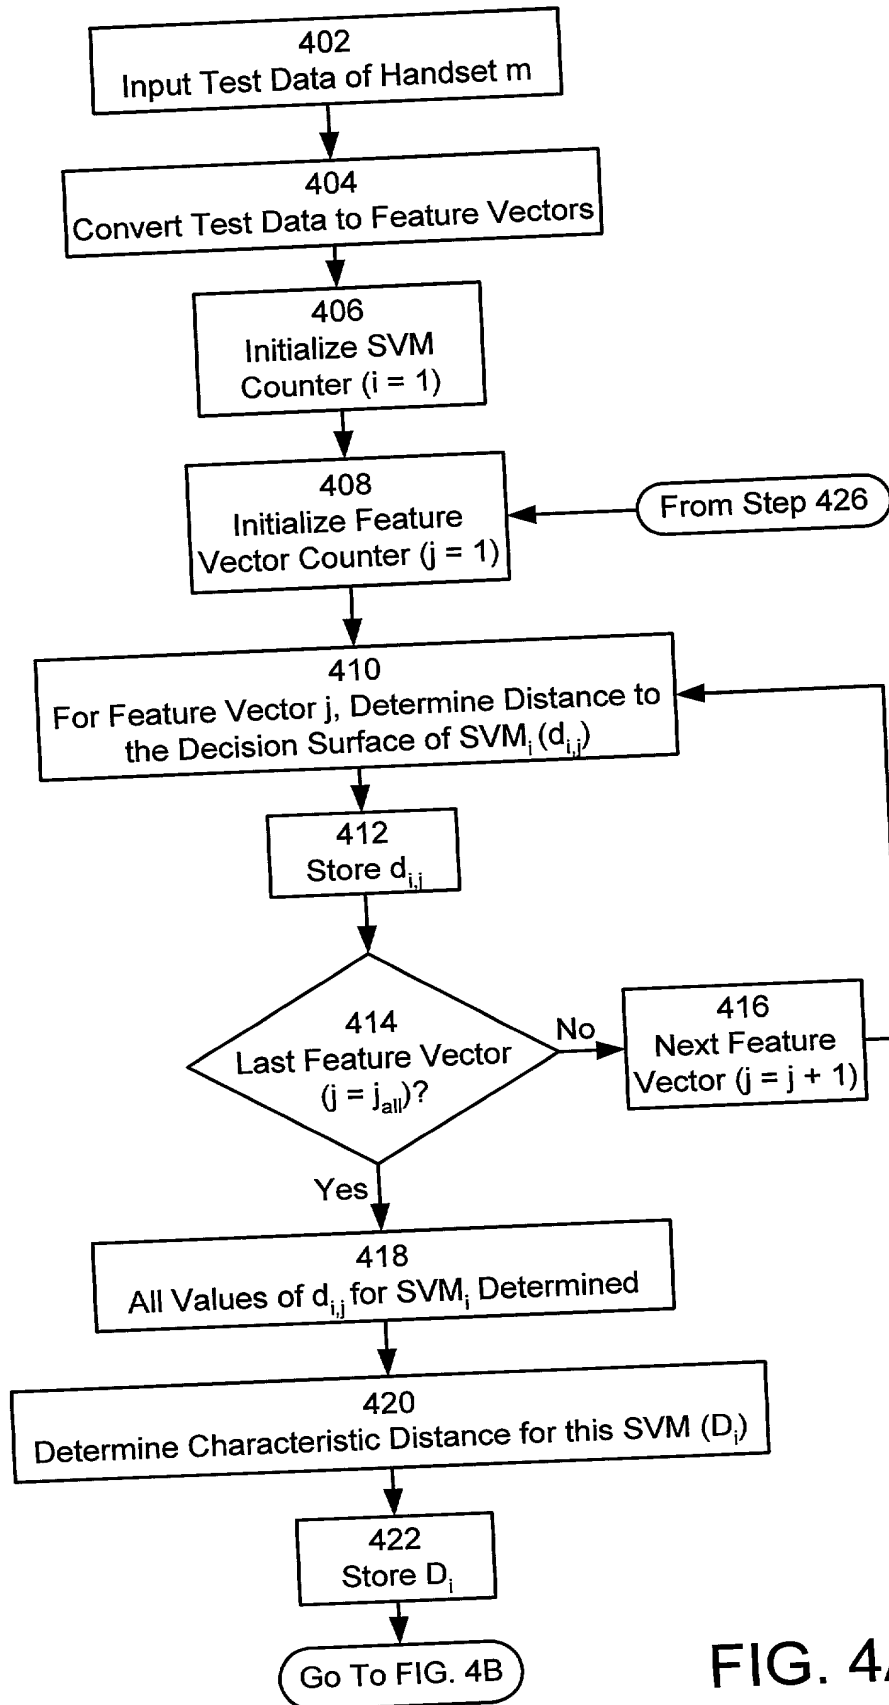 402
Input Test Data of Handset m
404
Convert Test Data to Feature Vectors
406
Initialize SVM
Counter (i = 1)
408
Initialize Feature
Vector Counter (j = 1)
From Step 426
410
For Feature Vector j, Determine Distance to
the Decision Surface of SVMi (di,j)
412
Store di,j
414
Last Feature Vector
(j = jall)?
No
416
Next Feature
Vector (j = j + 1)
Yes
418
All Values of di,j for SVMi Determined
420
Determine Characteristic Distance for this SVM (Di)
422
Store Di
Go To FIG. 4B
FIG. 4A